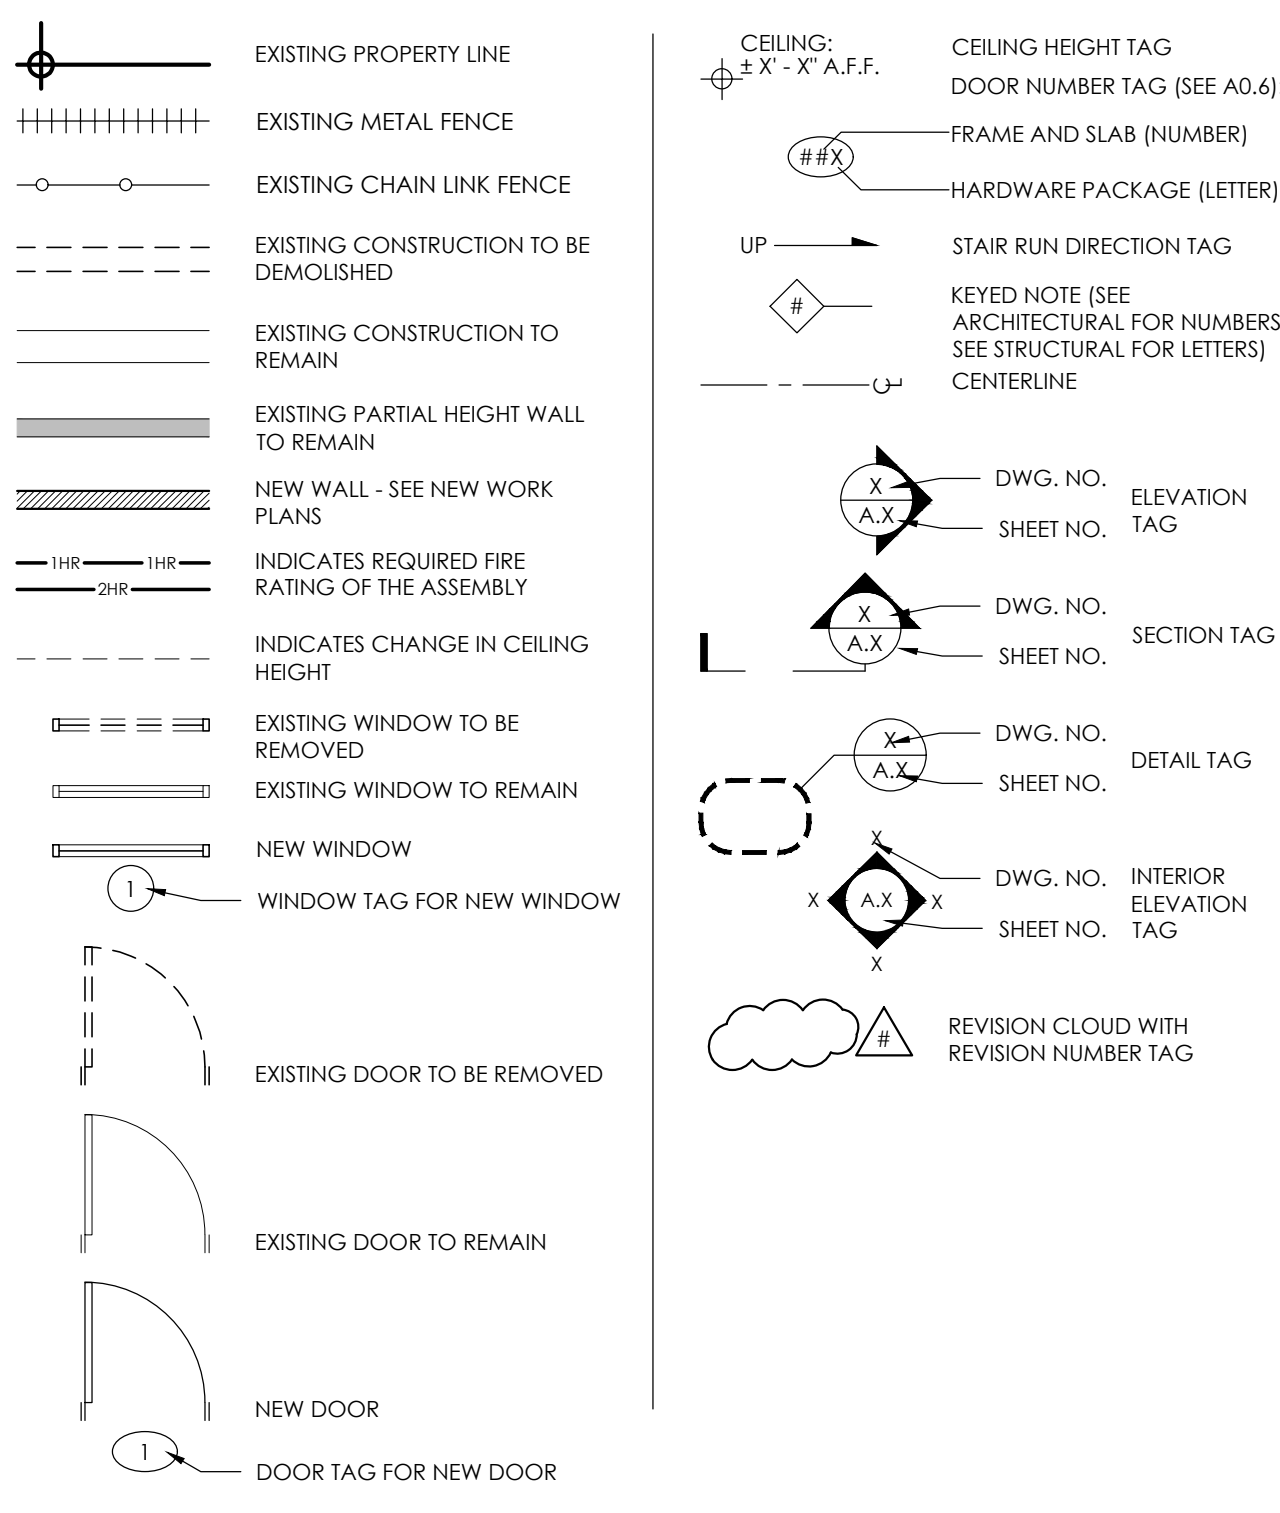 EXISTING PROPERTY LINE
EXISTING METAL FENCE
EXISTING CHAIN LINK FENCE
EXISTING CONSTRUCTION TO BE
DEMOLISHED
EXISTING CONSTRUCTION TO
REMAIN
EXISTING PARTIAL HEIGHT WALL
TO REMAIN
NEW WALL - SEE NEW WORK
PLANS
1HR 1HR
2HR
INDICATES REQUIRED FIRE
RATING OF THE ASSEMBLY
INDICATES CHANGE IN CEILING
HEIGHT
EXISTING WINDOW TO BE
REMOVED
EXISTING WINDOW TO REMAIN
NEW WINDOW
1
WINDOW TAG FOR NEW WINDOW
EXISTING DOOR TO BE REMOVED
EXISTING DOOR TO REMAIN
NEW DOOR
1
DOOR TAG FOR NEW DOOR
CEILING:
± X' - X" A.F.F.
CEILING HEIGHT TAG
DOOR NUMBER TAG (SEE A0.6):
##X
FRAME AND SLAB (NUMBER)
HARDWARE PACKAGE (LETTER)
UP
STAIR RUN DIRECTION TAG
#
KEYED NOTE (SEE
ARCHITECTURAL FOR NUMBERS
SEE STRUCTURAL FOR LETTERS)
CENTERLINE
X
A.X
DWG. NO.
SHEET NO.
ELEVATION
TAG
X
A.X
DWG. NO.
SHEET NO.
SECTION TAG
X
A.X
DWG. NO.
SHEET NO.
DETAIL TAG
X
X A.X X
X
DWG. NO.
SHEET NO.
INTERIOR
ELEVATION
TAG
#
REVISION CLOUD WITH
REVISION NUMBER TAG